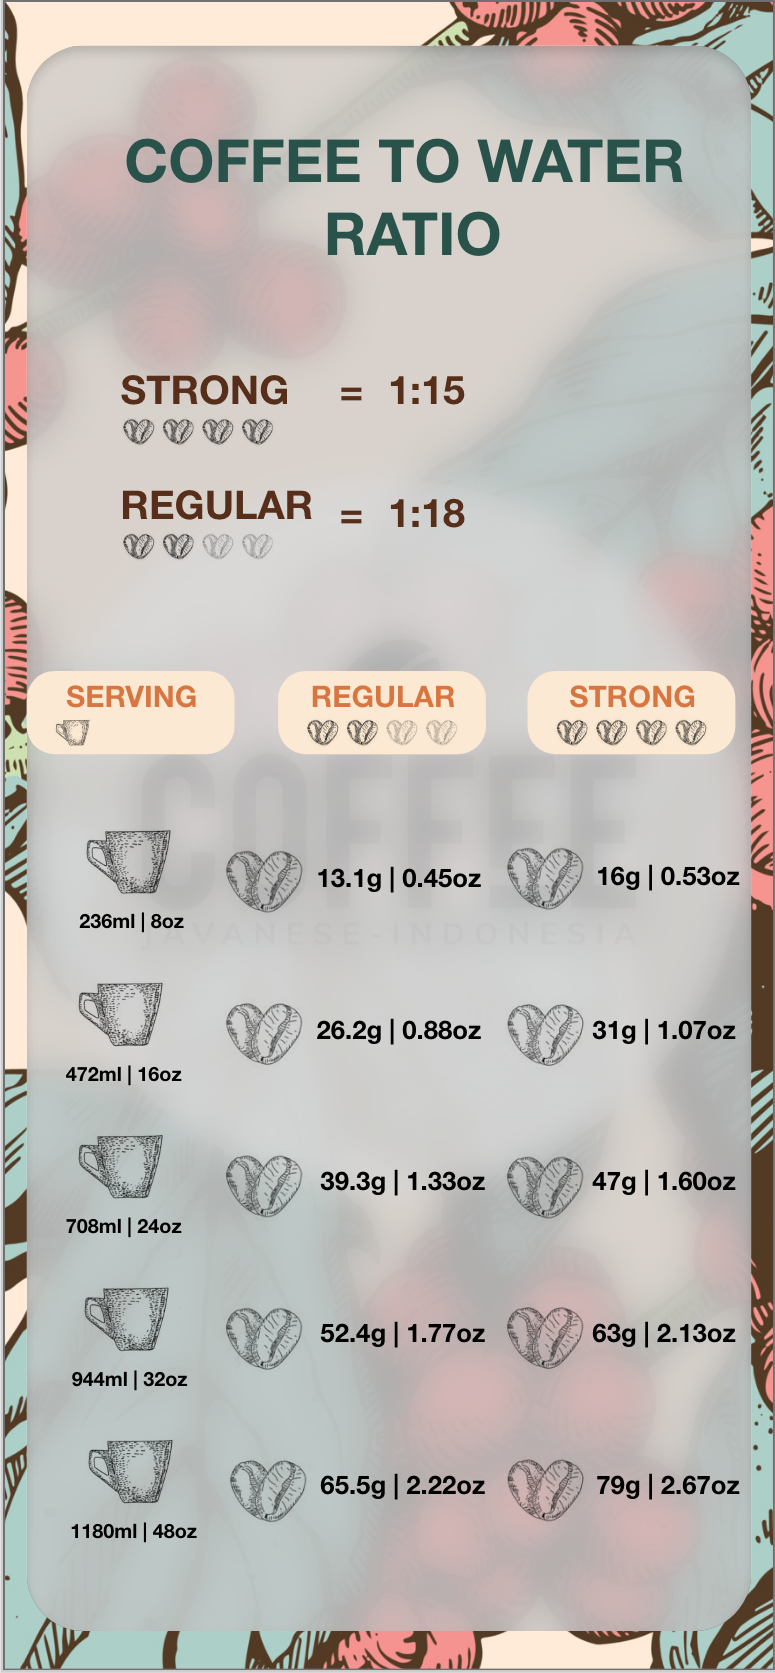 COFFEE TO WATER
RATIO
STRONG = 1:15
REGULAR = 1:18
SERVING REGULAR STRONG
COFFEE
JAVANESE-INDONESIA
13.1g | 0.45oz 16g | 0.53oz
236ml | 8oz
26.2g | 0.88oz 31g | 1.07oz
472ml | 16oz
39.3g | 1.33oz 47g | 1.60oz
708ml | 24oz
52.4g | 1.77oz 63g | 2.13oz
944ml | 32oz
65.5g | 2.22oz 79g | 2.67oz
1180ml | 48oz